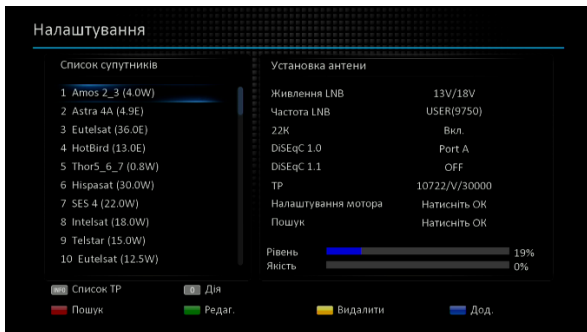 Налаштування
Список супутників
1 Amos 2_3 (4.0W)
2 Astra 4A (4.9E)
3 Eutelsat (36.0E)
4 HotBird (13.0E)
5 Thor5_6_7 (0.8W)
6 Hispasat (30.0W)
7 SES 4 (22.0W)
8 Intelsat (18.0W)
9 Telstar (15.0W)
10 Eutelsat (12.5W)
Установка антени
Живлення LNB 13V/18V
Частота LNB USER(9750)
22K Вкл.
DiSEqC 1.0 Port A
DiSEqC 1.1 OFF
TP 10722/V/30000
Налаштування мотора Натисніть ОК
Пошук Натисніть ОК
Рівень 19%
Якість 0%
INFO Список TP 0 Дія
Пошук Редаг. Видалити Дод.